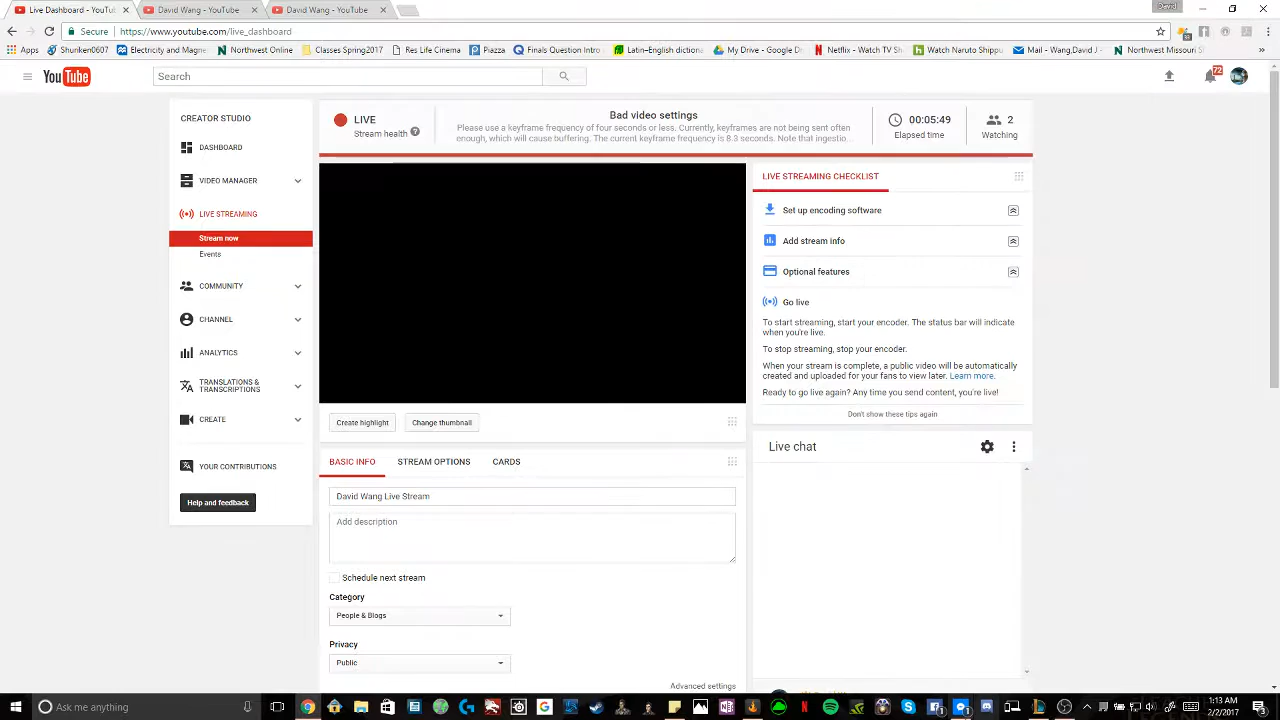 Live Dashboard - YouTub
David Wang - YouTube
David Wang - YouTube
David
Secure
https://www.youtube.com/live_dashboard
Apps
Shunken0607
Electricity and Magne
Northwest Missouri St
Unblocking
Classes Spring2017
Res Life Cinema
Piazza
Finals Question Intro
Latin-English dictiona
My Drive - Google Dr
Netflix - Watch TV Sh
Watch Naruto Shippu
Mail - Wang,David J -
Northwest Missouri S
YouTube
Search
72
CREATOR STUDIO
DASHBOARD
VIDEO MANAGER
LIVE STREAMING
Stream now
Events
COMMUNITY
CHANNEL
ANALYTICS
TRANSLATIONS &
TRANSCRIPTIONS
CREATE
YOUR CONTRIBUTIONS
Help and feedback
LIVE
Stream health
Bad video settings
Please use a keyframe frequency of four seconds or less. Currently, keyframes are not being sent often
enough, which will cause buffering. The current keyframe frequency is 8.3 seconds. Note that ingestio...
00:05:49
Elapsed time
2
Watching
Create highlight
Change thumbnail
BASIC INFO
STREAM OPTIONS
CARDS
David Wang Live Stream
Add description
Schedule next stream
Category
People & Blogs
Privacy
Public
Advanced settings
LIVE STREAMING CHECKLIST
Set up encoding software
Add stream info
Optional features
Go live
To start streaming, start your encoder. The status bar will indicate
when you're live.
To stop streaming, stop your encoder.
When your stream is complete, a public video will be automatically
created and uploaded for your fans to view later. Learn more.
Ready to go live again? Any time you send content, you're live!
Don't show these tips again
Live chat
Ask me anything
1:13 AM
2/2/2017